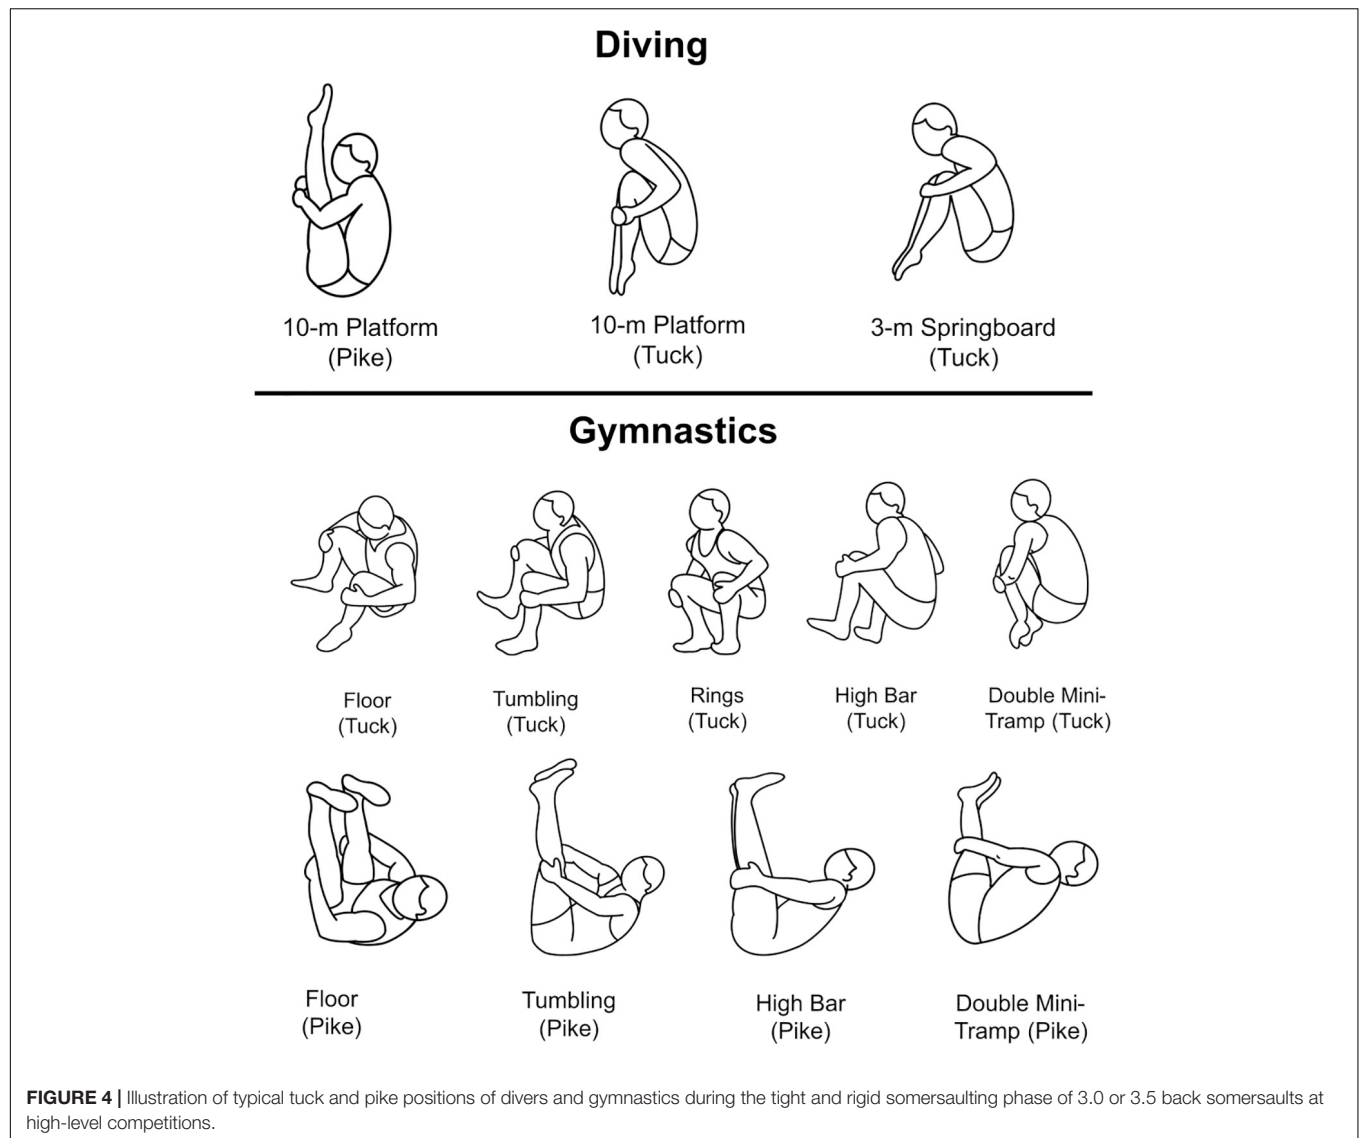 Diving
10-m Platform
(Pike)
10-m Platform
(Tuck)
3-m Springboard
(Tuck)
Gymnastics
Floor
(Tuck)
Tumbling
(Tuck)
Rings
(Tuck)
High Bar
(Tuck)
Double Mini-
Tramp (Tuck)
Floor
(Pike)
Tumbling
(Pike)
High Bar
(Pike)
Double Mini-
Tramp (Pike)
FIGURE 4 | Illustration of typical tuck and pike positions of divers and gymnastics during the tight and rigid somersaulting phase of 3.0 or 3.5 back somersaults at
high-level competitions.